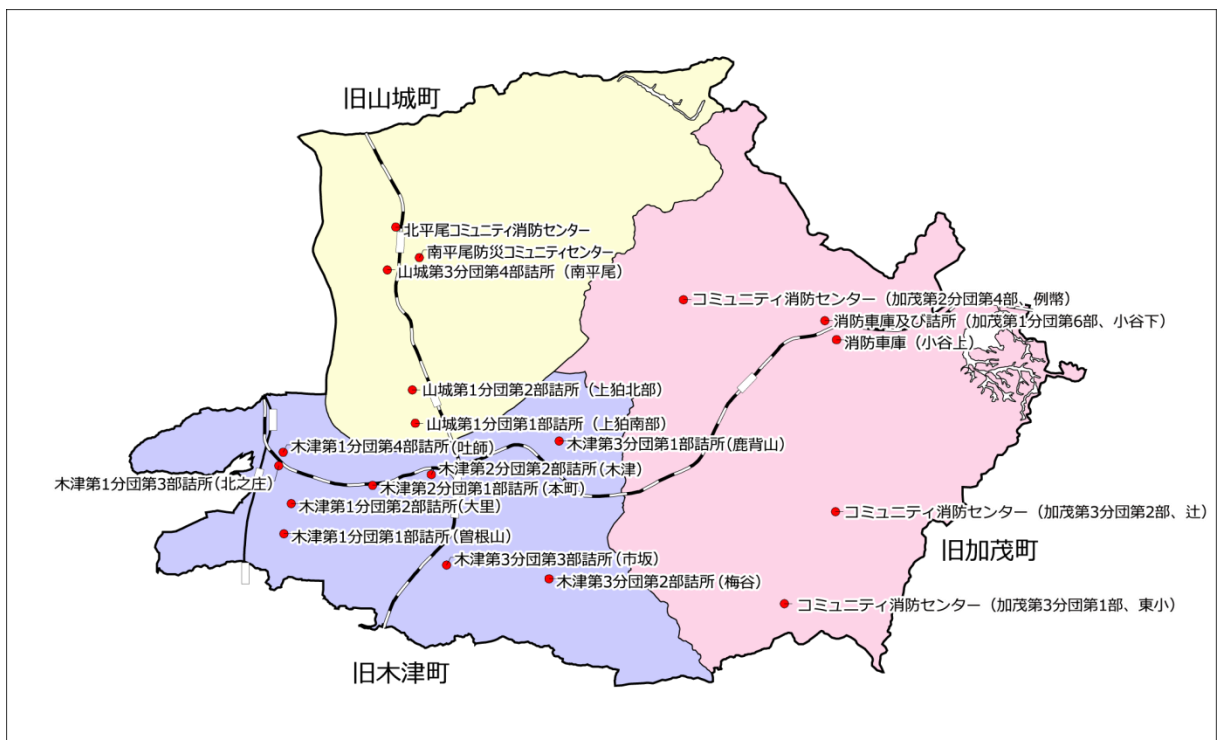 旧山城町
北平尾コミュニティ消防センター
南平尾防災コミュニティセンター
山城第3分団第4部詰所（南平尾）
コミュニティ消防センター（加茂第2分団第4部、例幣）
消防車庫及び詰所（加茂第1分団第6部、小谷下）
消防車庫（小谷上）
山城第1分団第2部詰所（上狛北部）
山城第1分団第1部詰所（上狛南部）
木津第3分団第1部詰所(鹿背山)
木津第1分団第4部詰所(吐師)
木津第2分団第2部詰所(木津)
木津第1分団第3部詰所(北之庄)
木津第2分団第1部詰所(本町)
木津第1分団第2部詰所(大里)
コミュニティ消防センター（加茂第3分団第2部、辻）
木津第1分団第1部詰所(曽根山)
旧加茂町
木津第3分団第3部詰所(市坂)
木津第3分団第2部詰所(梅谷)
コミュニティ消防センター（加茂第3分団第1部、東小）
旧木津町